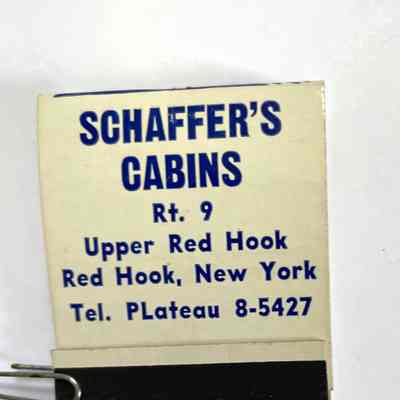 SCHAFFER'S
CABINS
Rt. 9
Upper Red Hook
Red Hook, New York
Tel. PLateau 8-5427